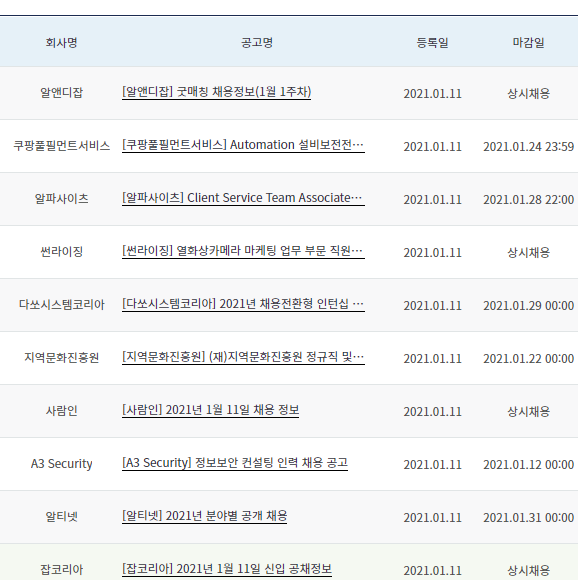 회사명 공고명 등록일 마감일
알앤디잡 [알앤디잡] 굿매칭 채용정보(1월 1주차) 2021.01.11 상시채용
쿠팡풀필먼트서비스 [쿠팡풀필먼트서비스] Automation 설비보전전… 2021.01.11 2021.01.24 23:59
알파사이츠 [알파사이츠] Client Service Team Associate… 2021.01.11 2021.01.28 22:00
썬라이징 [썬라이징] 열화상카메라 마케팅 업무 부문 직원… 2021.01.11 상시채용
다쏘시스템코리아 [다쏘시스템코리아] 2021년 채용전환형 인턴십 … 2021.01.11 2021.01.29 00:00
지역문화진흥원 [지역문화진흥원] (재)지역문화진흥원 정규직 및… 2021.01.11 2021.01.22 00:00
사람인 [사람인] 2021년 1월 11일 채용 정보 2021.01.11 상시채용
A3 Security [A3 Security] 정보보안 컨설팅 인력 채용 공고 2021.01.11 2021.01.12 00:00
알티넷 [알티넷] 2021년 분야별 공개 채용 2021.01.11 2021.01.31 00:00
잡코리아 [잡코리아] 2021년 1월 11일 신입 공채정보 2021.01.11 상시채용